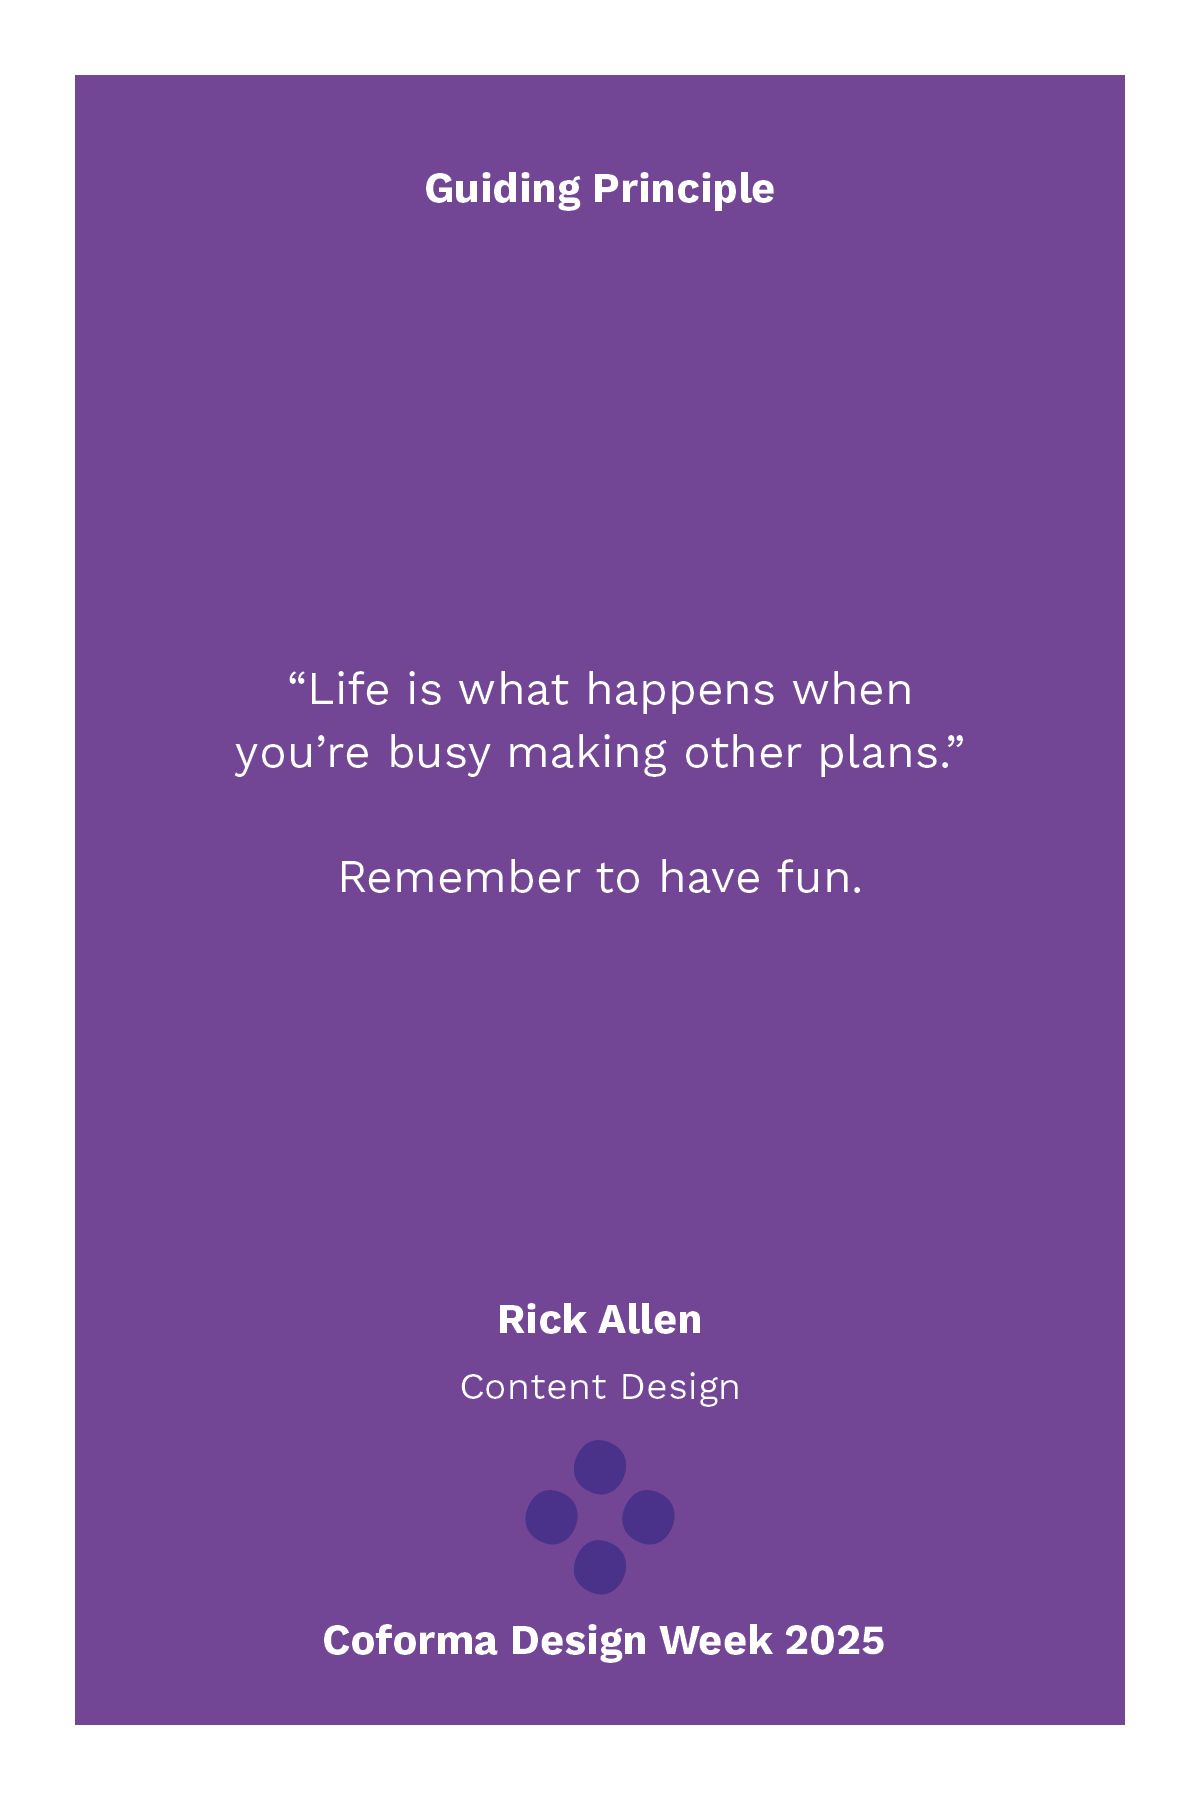 Guiding Principle
“Life is what happens when
you’re busy making other plans.”
Remember to have fun.
Rick Allen
Content Design
Coforma Design Week 2025